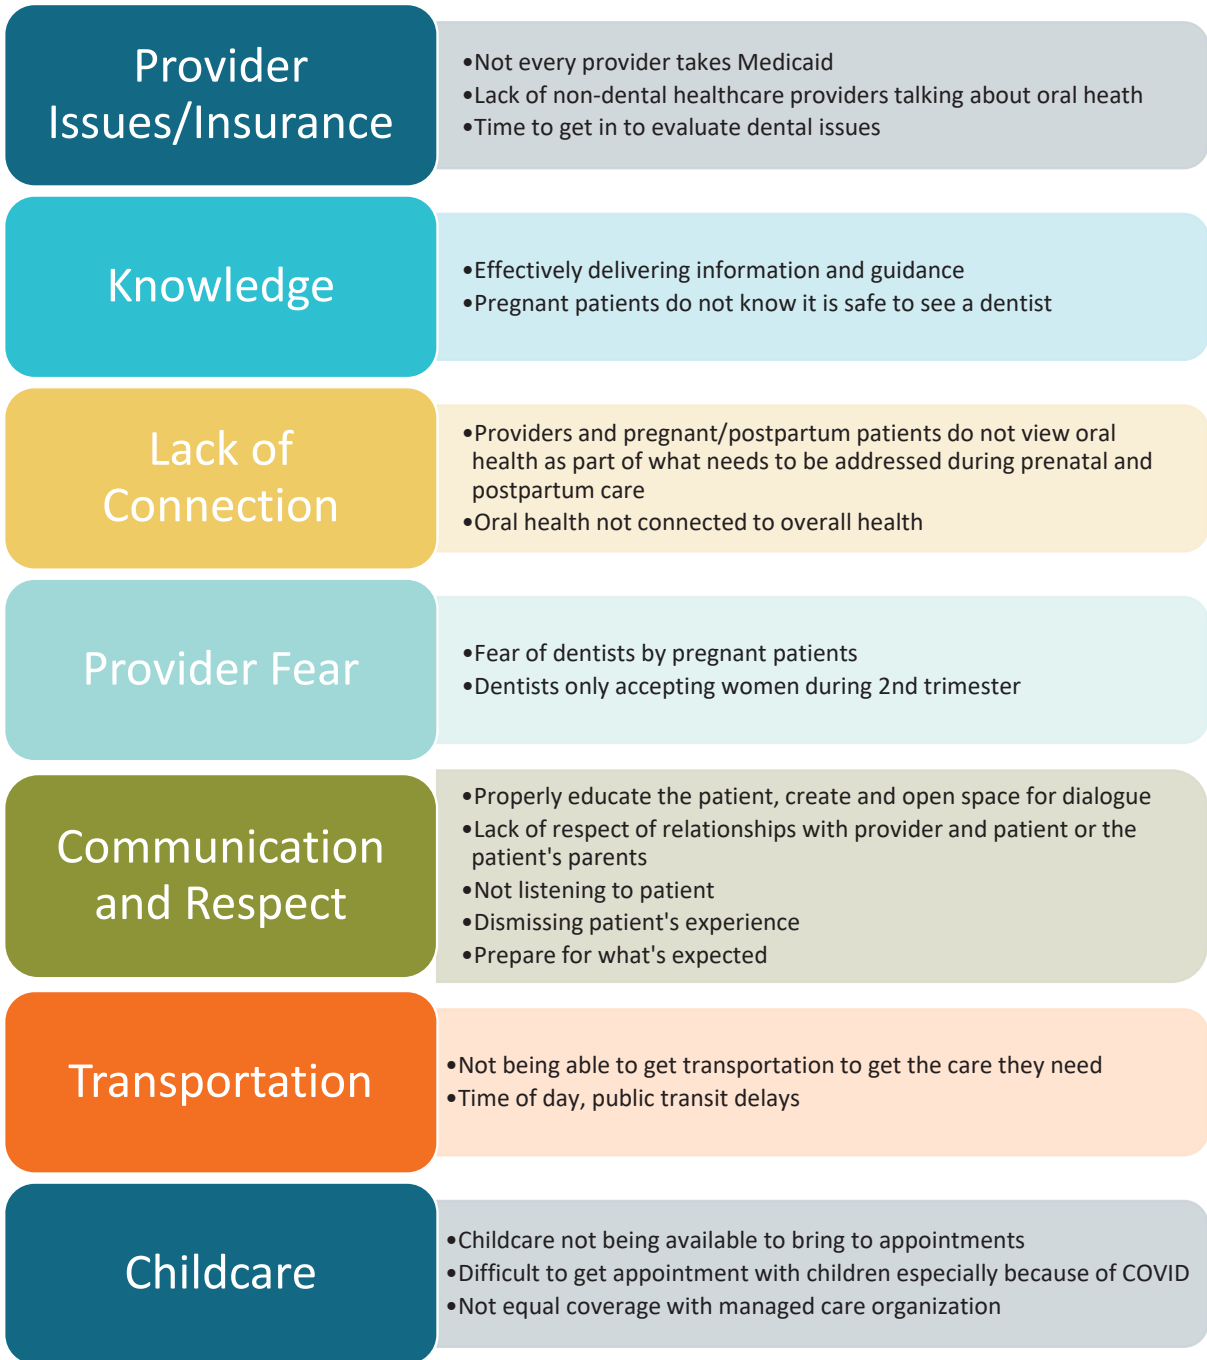 Provider
Issues/Insurance
•Not every provider takes Medicaid
•Lack of non-dental healthcare providers talking about oral heath
•Time to get in to evaluate dental issues
Knowledge
•Effectively delivering information and guidance
•Pregnant patients do not know it is safe to see a dentist
Lack of
Connection
•Providers and pregnant/postpartum patients do not view oral
health as part of what needs to be addressed during prenatal and
postpartum care
•Oral health not connected to overall health
Provider Fear
•Fear of dentists by pregnant patients
•Dentists only accepting women during 2nd trimester
Communication
and Respect
•Properly educate the patient, create and open space for dialogue
•Lack of respect of relationships with provider and patient or the
patient's parents
•Not listening to patient
•Dismissing patient's experience
•Prepare for what's expected
Transportation
•Not being able to get transportation to get the care they need
•Time of day, public transit delays
Childcare
•Childcare not being available to bring to appointments
•Difficult to get appointment with children especially because of COVID
•Not equal coverage with managed care organization